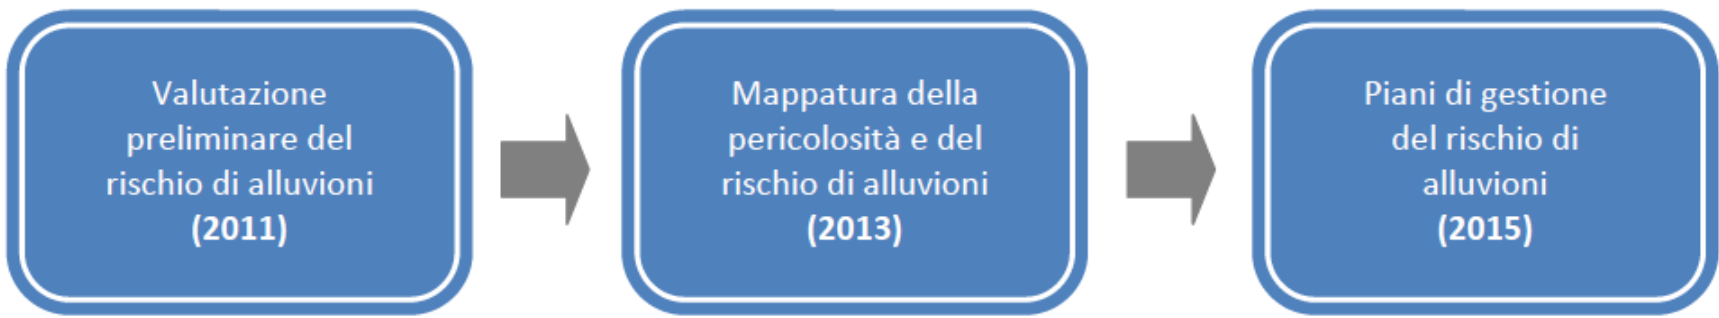 Valutazione
preliminare del
rischio di alluvioni
(2011)
Mappatura della
pericolosità e del
rischio di alluvioni
(2013)
Piani di gestione
del rischio di
alluvioni
(2015)